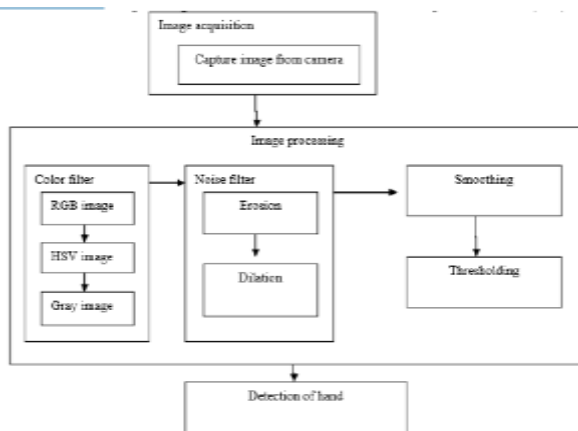 Image acquisition
Capture image from camera
Image processing
Color filter
RGB image
HSV image
Gray image
Noise filter
Erosion
Dilation
Smoothing
Thresholding
Detection of hand